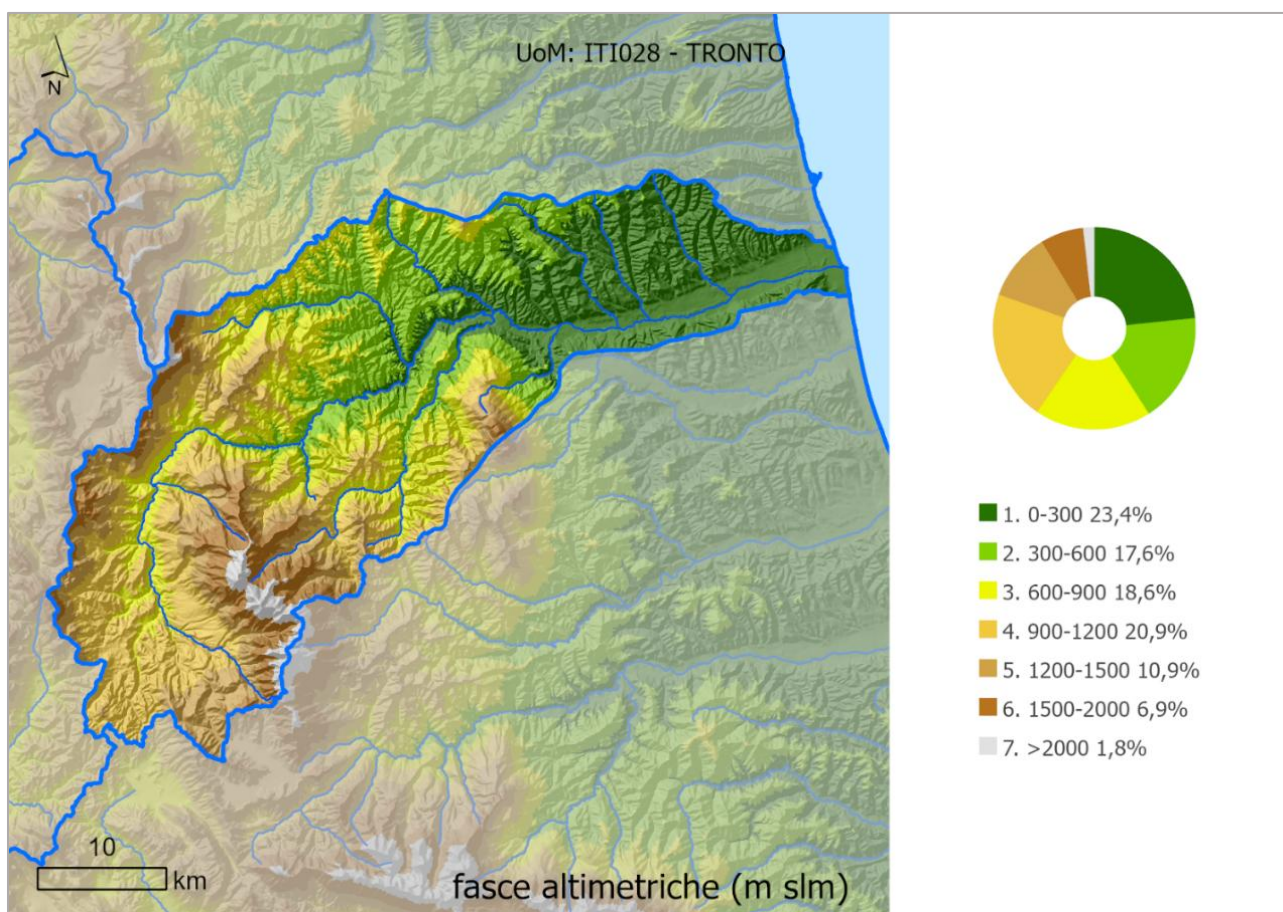 UoM: ITI028 - TRONTO
N
1. 0-300 23,4%
2. 300-600 17,6%
3. 600-900 18,6%
4. 900-1200 20,9%
5. 1200-1500 10,9%
6. 1500-2000 6,9%
7. >2000 1,8%
10
km
fasce altimetriche (m slm)